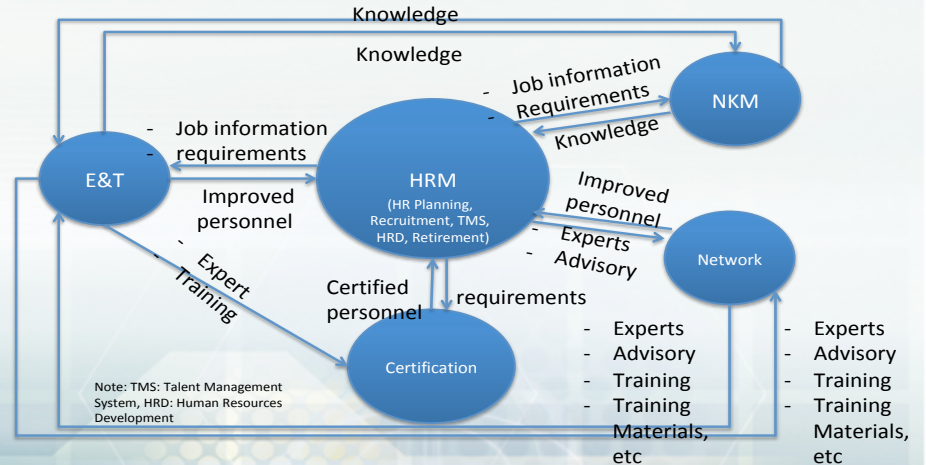 Knowledge
Knowledge
- Job information
- Requirements
Knowledge
NKM
- Job information
- requirements
E&T
Improved
personnel
HRM
(HR Planning,
Recruitment, TMS,
HRD, Retirement)
Improved
personnel
- Experts
- Advisory
Network
- Expert
- Training
Certified
personnel
requirements
Certification
- Experts
- Advisory
- Training
- Training
Materials,
etc
- Experts
- Advisory
- Training
- Training
Materials,
etc
Note: TMS: Talent Management
System, HRD: Human Resources
Development